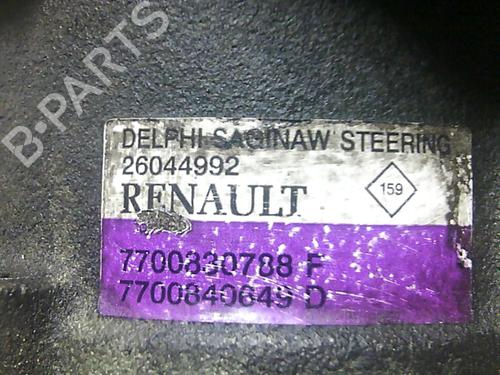 B-PARTS
DELPHI-SAGINAW STEERING
26044992
RENAULT
159
7700830788 F
7700840649 D